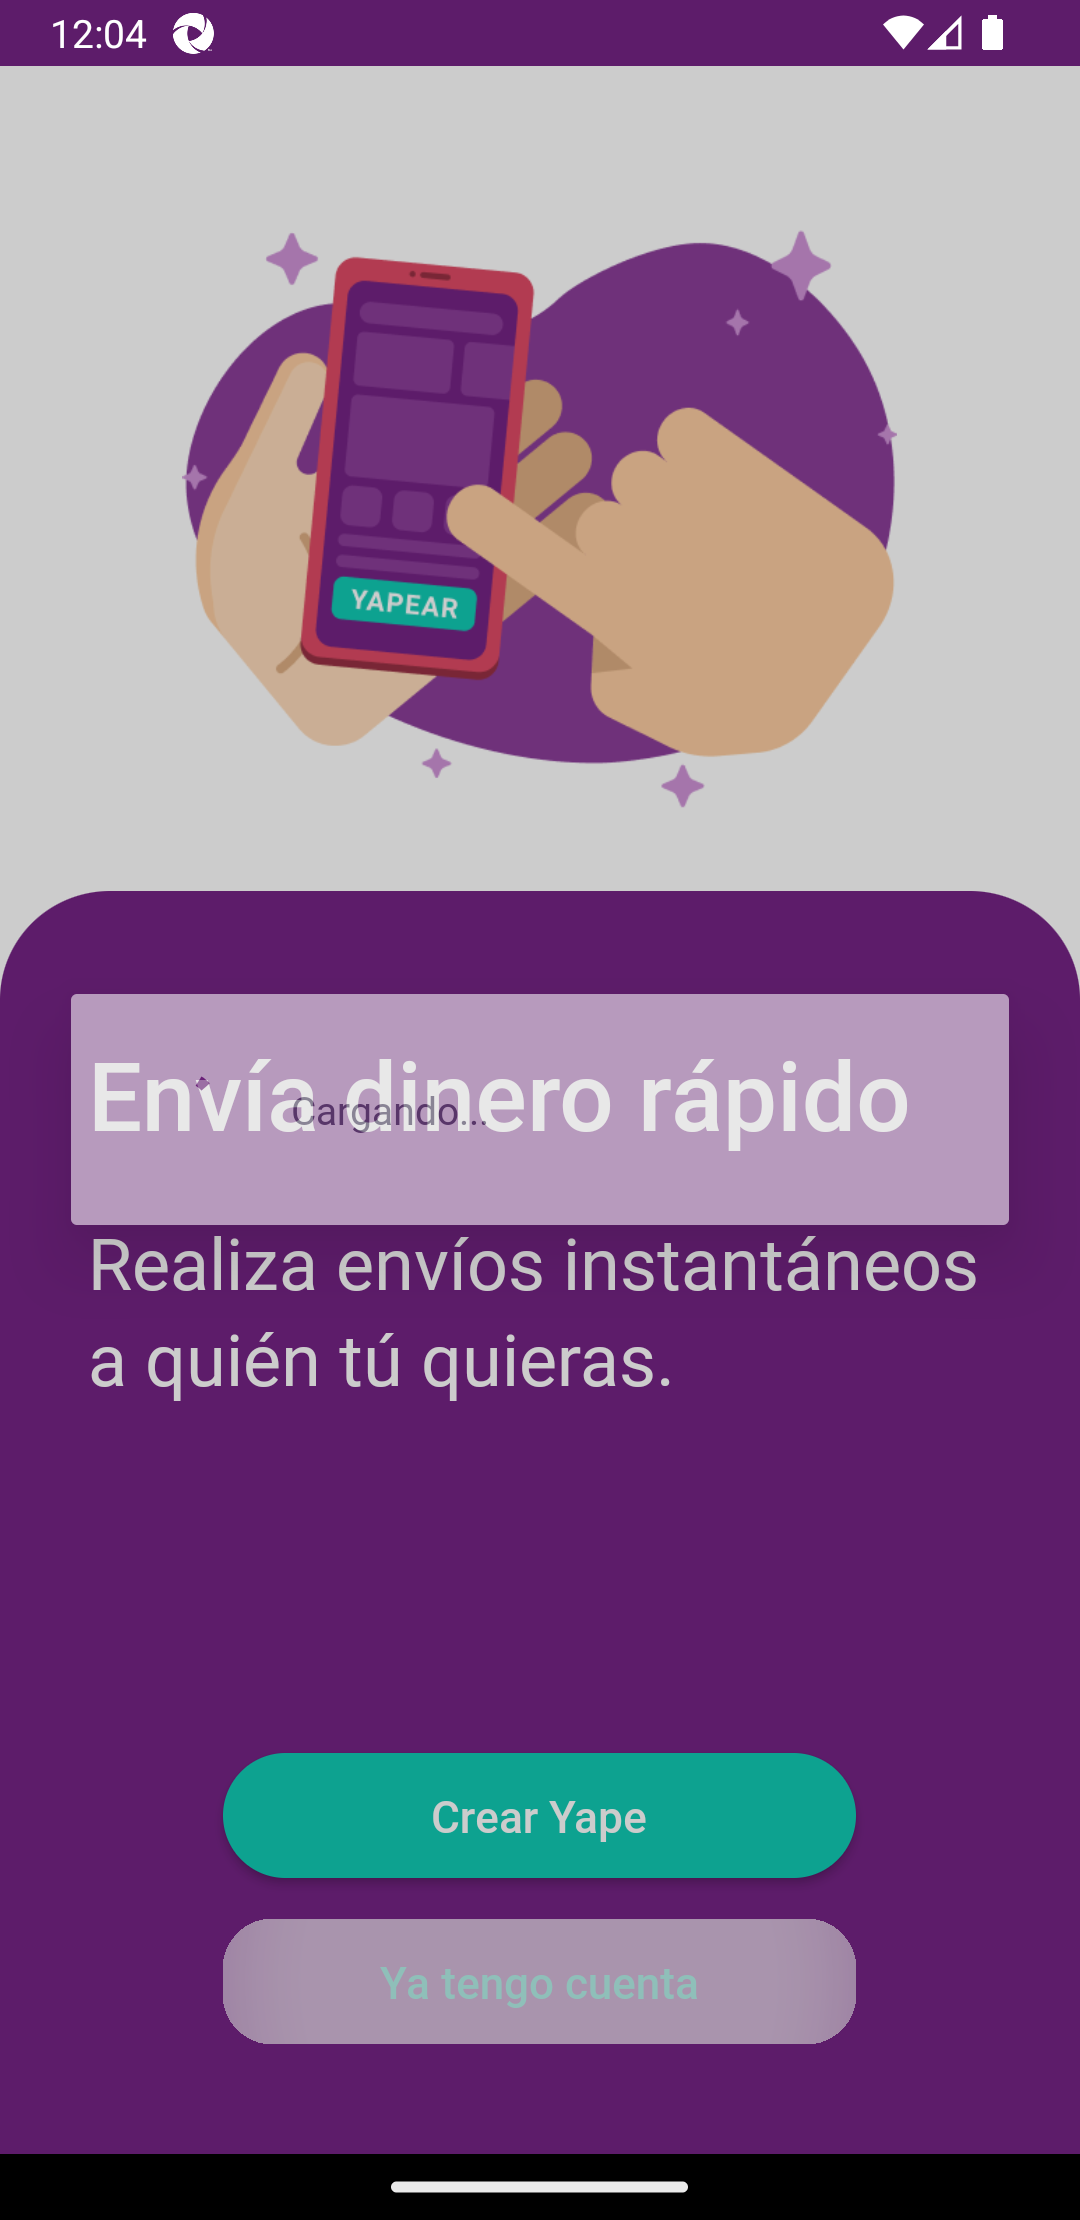 12:04
YAPEAR
Envía dinero rápido
Cargando...
Realiza envíos instantáneos
a quién tú quieras.
Crear Yape
Ya tengo cuenta